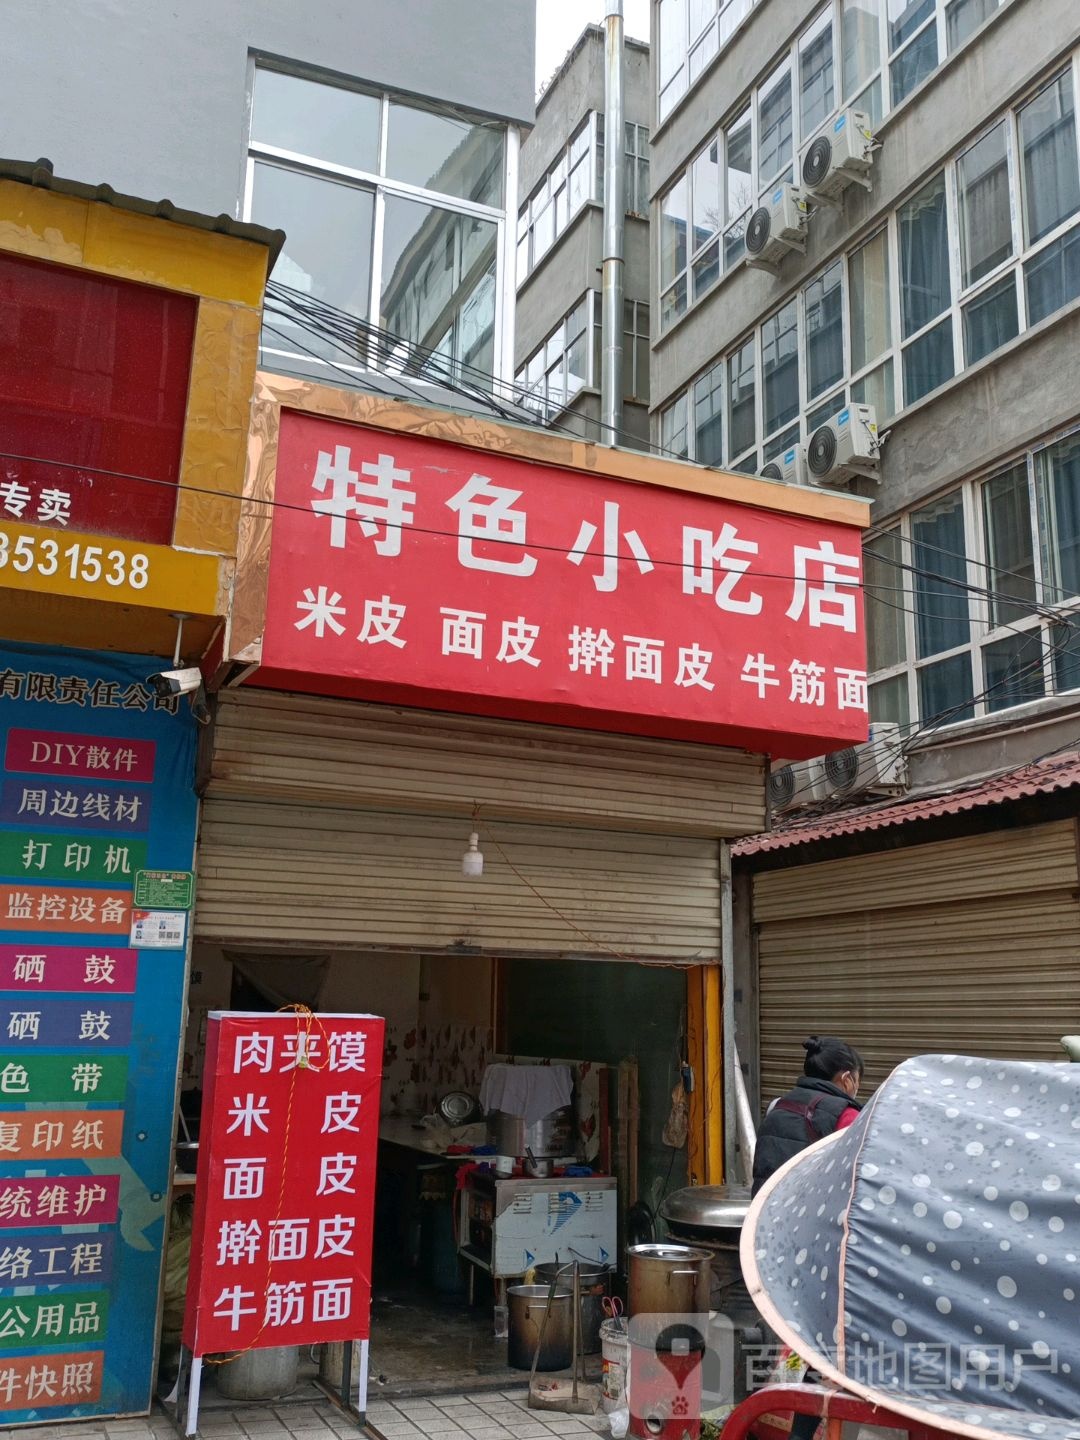 特色小吃店
米皮 面皮 擀面皮 牛筋面
专卖
3531538
有限责任公司
DIY散件
周边线材
打印机
监控设备
硒鼓
硒鼓
色带
复印纸
统维护
络工程
公用品
件快照
肉夹馍
米皮
面皮
擀面皮
牛筋面
百度地图用户